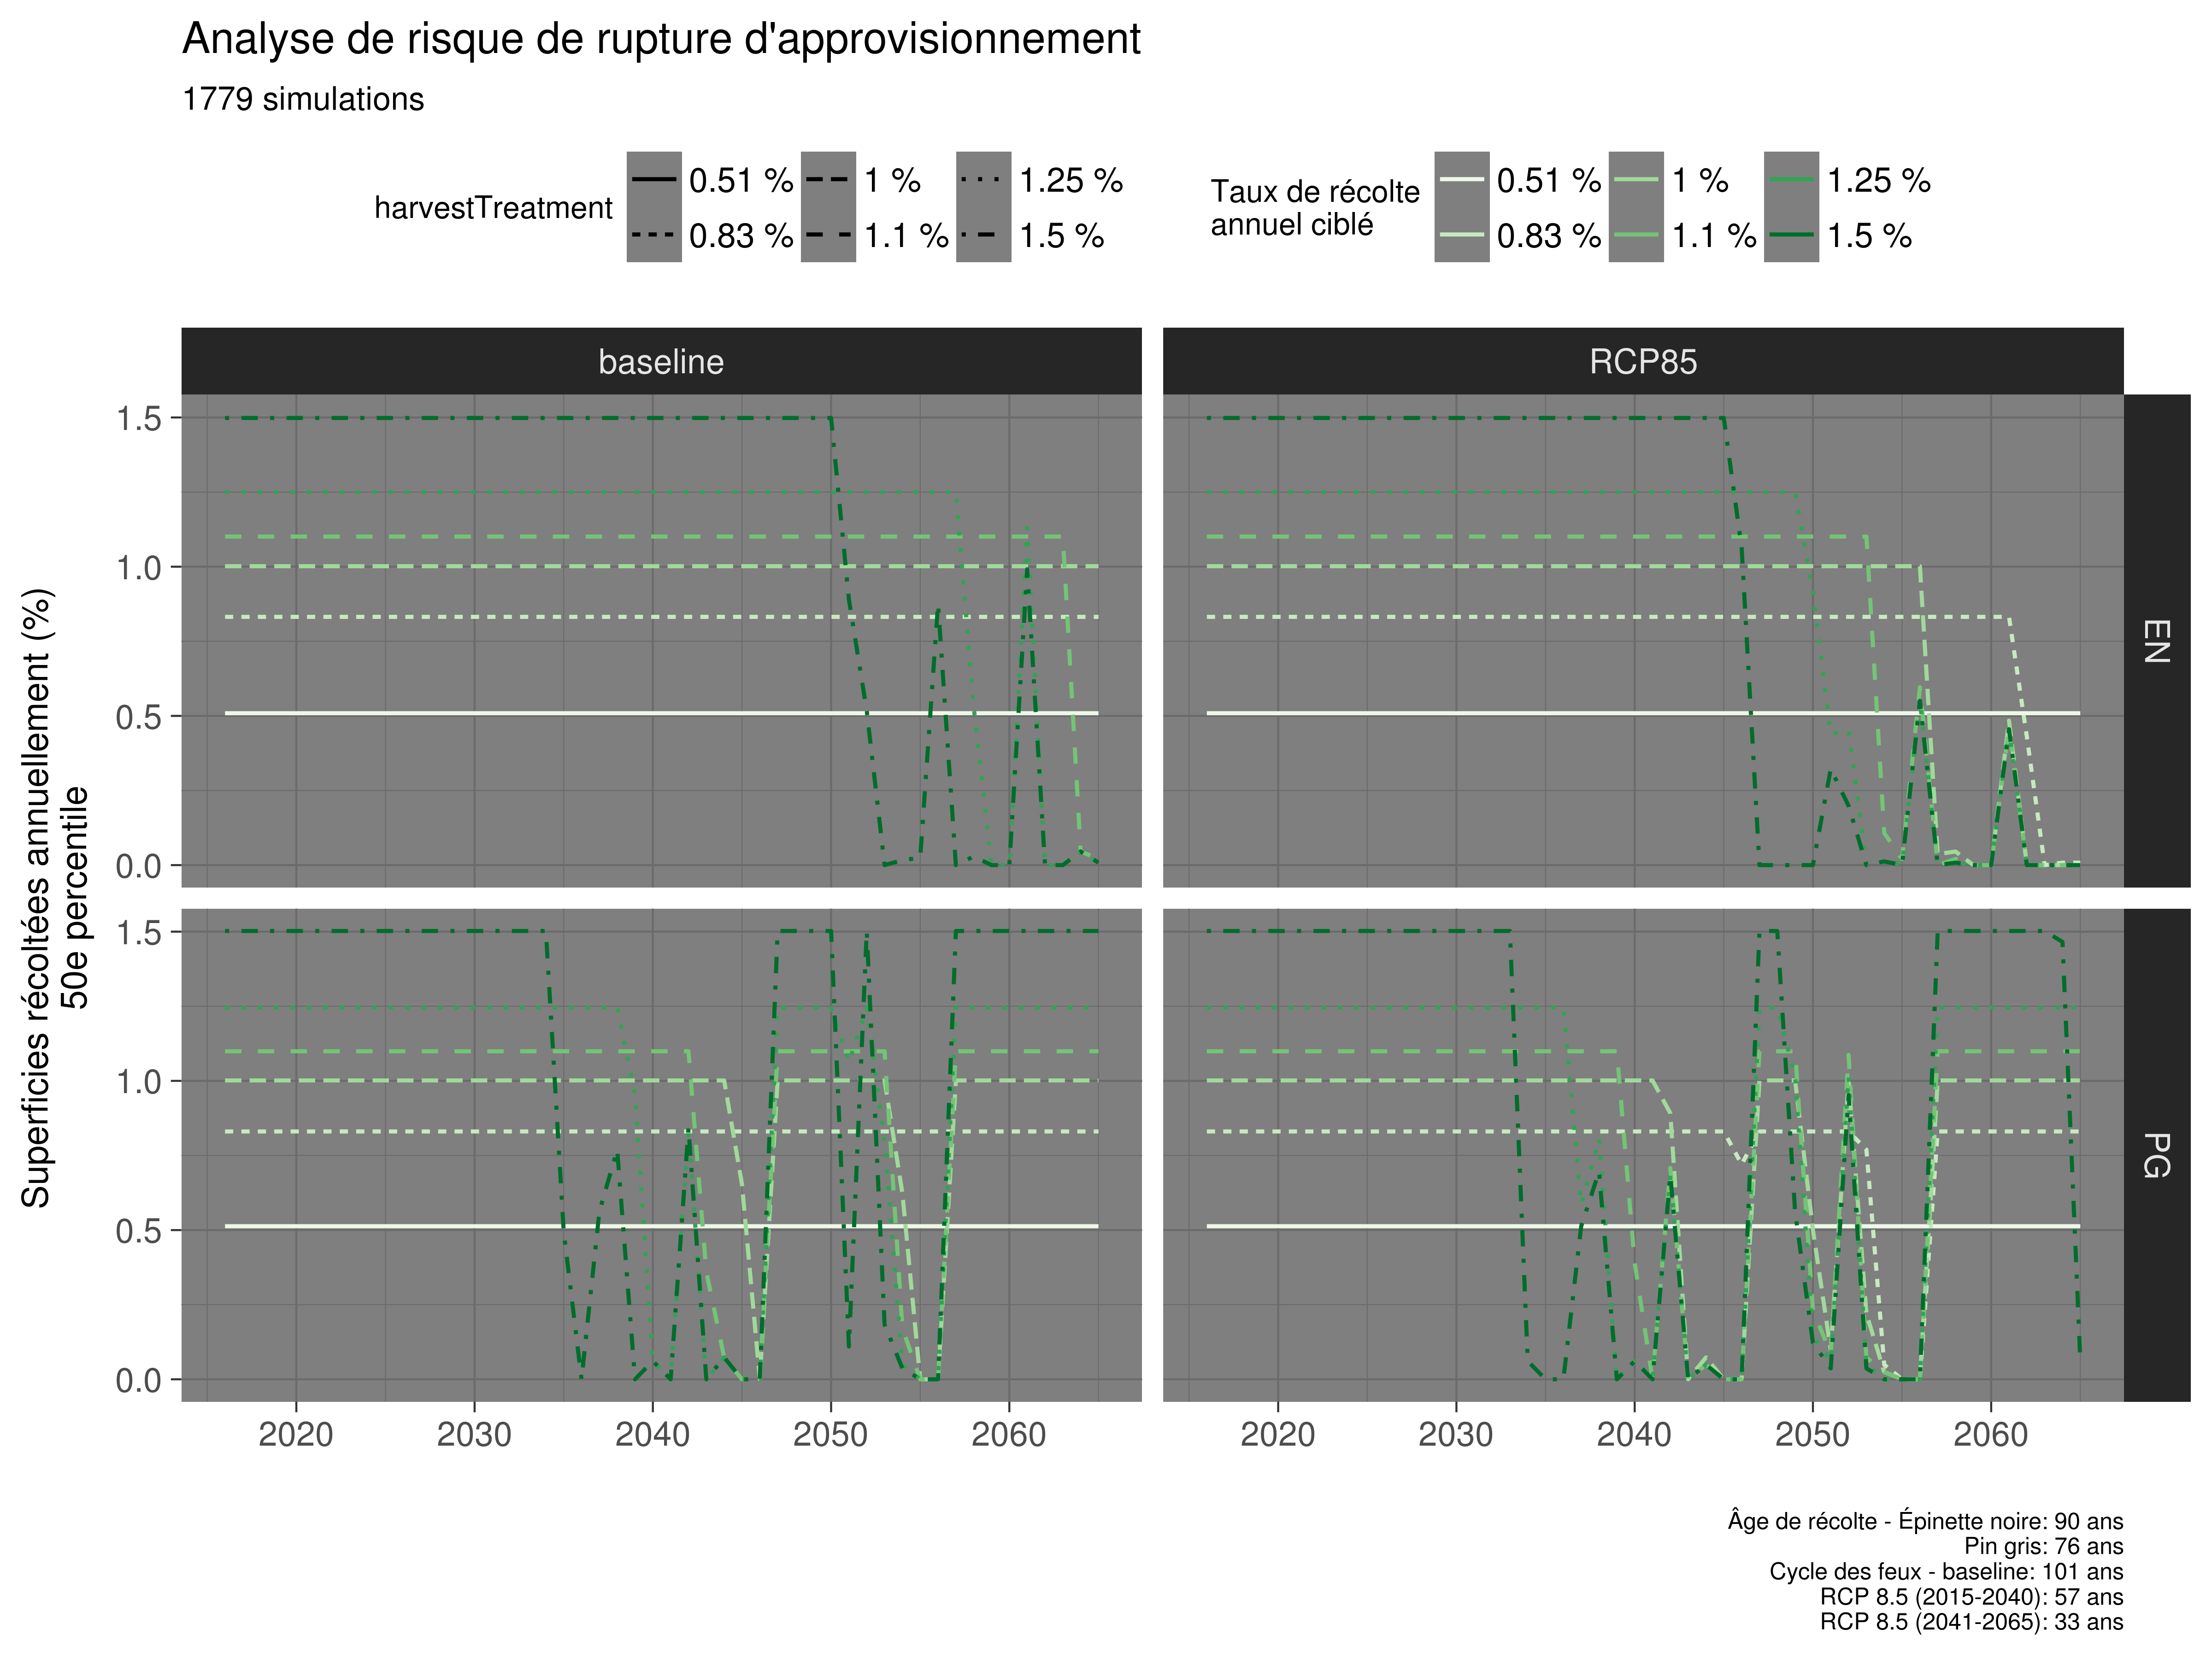 Analyse de risque de rupture d'approvisionnement
1779 simulations
harvestTreatment
0.51 % 1 % 1.25 %
0.83 % 1.1 % 1.5 %
Taux de récolte
annuel ciblé
0.51 % 1 % 1.25 %
0.83 % 1.1 % 1.5 %
baseline
RCP85
EN
PG
Superficies récoltées annuellement (%)
50e percentile
1.5
1.0
0.5
0.0
1.5
1.0
0.5
0.0
2020 2030 2040 2050 2060
2020 2030 2040 2050 2060
Âge de récolte - Épinette noire: 90 ans
Pin gris: 76 ans
Cycle des feux - baseline: 101 ans
RCP 8.5 (2015-2040): 57 ans
RCP 8.5 (2041-2065): 33 ans